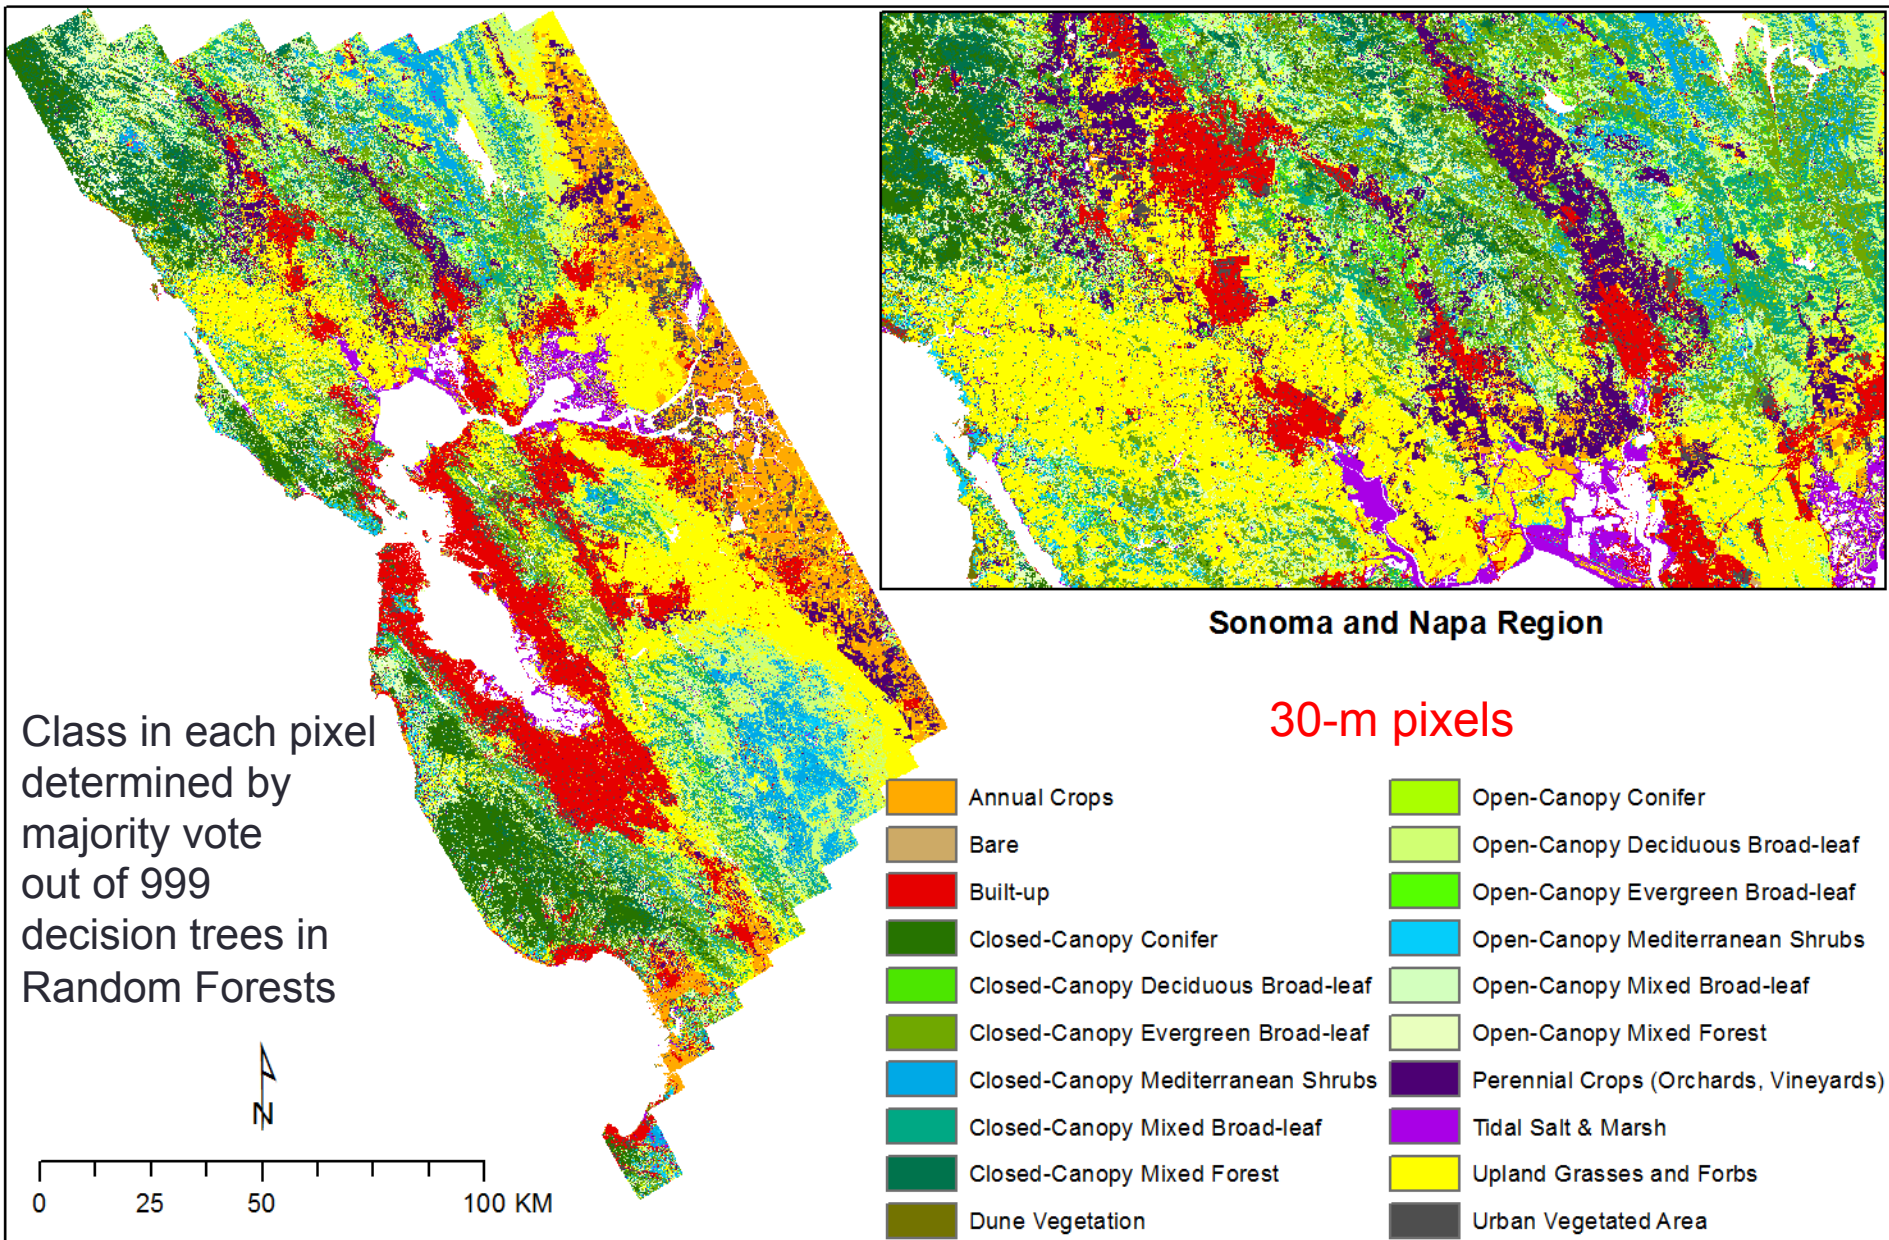 Sonoma and Napa Region
30-m pixels
Class in each pixel
determined by
majority vote
out of 999
decision trees in
Random Forests
N
0 25 50 100 KM
Annual Crops
Bare
Built-up
Closed-Canopy Conifer
Closed-Canopy Deciduous Broad-leaf
Closed-Canopy Evergreen Broad-leaf
Closed-Canopy Mediterranean Shrubs
Closed-Canopy Mixed Broad-leaf
Closed-Canopy Mixed Forest
Dune Vegetation
Open-Canopy Conifer
Open-Canopy Deciduous Broad-leaf
Open-Canopy Evergreen Broad-leaf
Open-Canopy Mediterranean Shrubs
Open-Canopy Mixed Broad-leaf
Open-Canopy Mixed Forest
Perennial Crops (Orchards, Vineyards)
Tidal Salt & Marsh
Upland Grasses and Forbs
Urban Vegetated Area